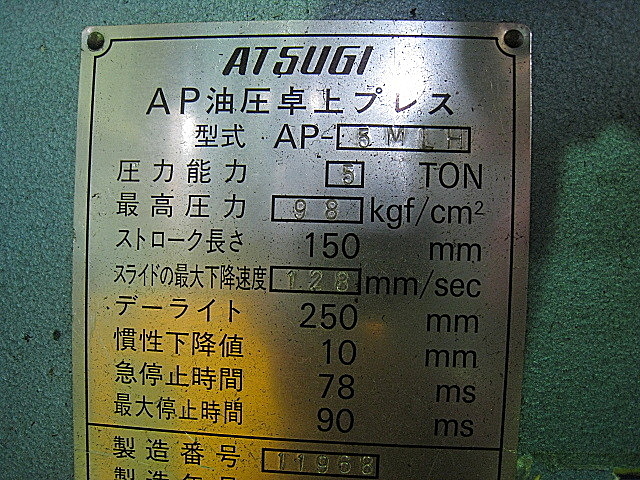 ATSUGI
AP油圧卓上プレス
型式 AP-5MLH
圧力能力 5 TON
最高圧力 98 kgf/cm²
ストローク長さ 150 mm
スライドの最大下降速度 128 mm/sec
デーライト 250 mm
慣性下降値 10 mm
急停止時間 78 ms
最大停止時間 90 ms
製造番号 11968